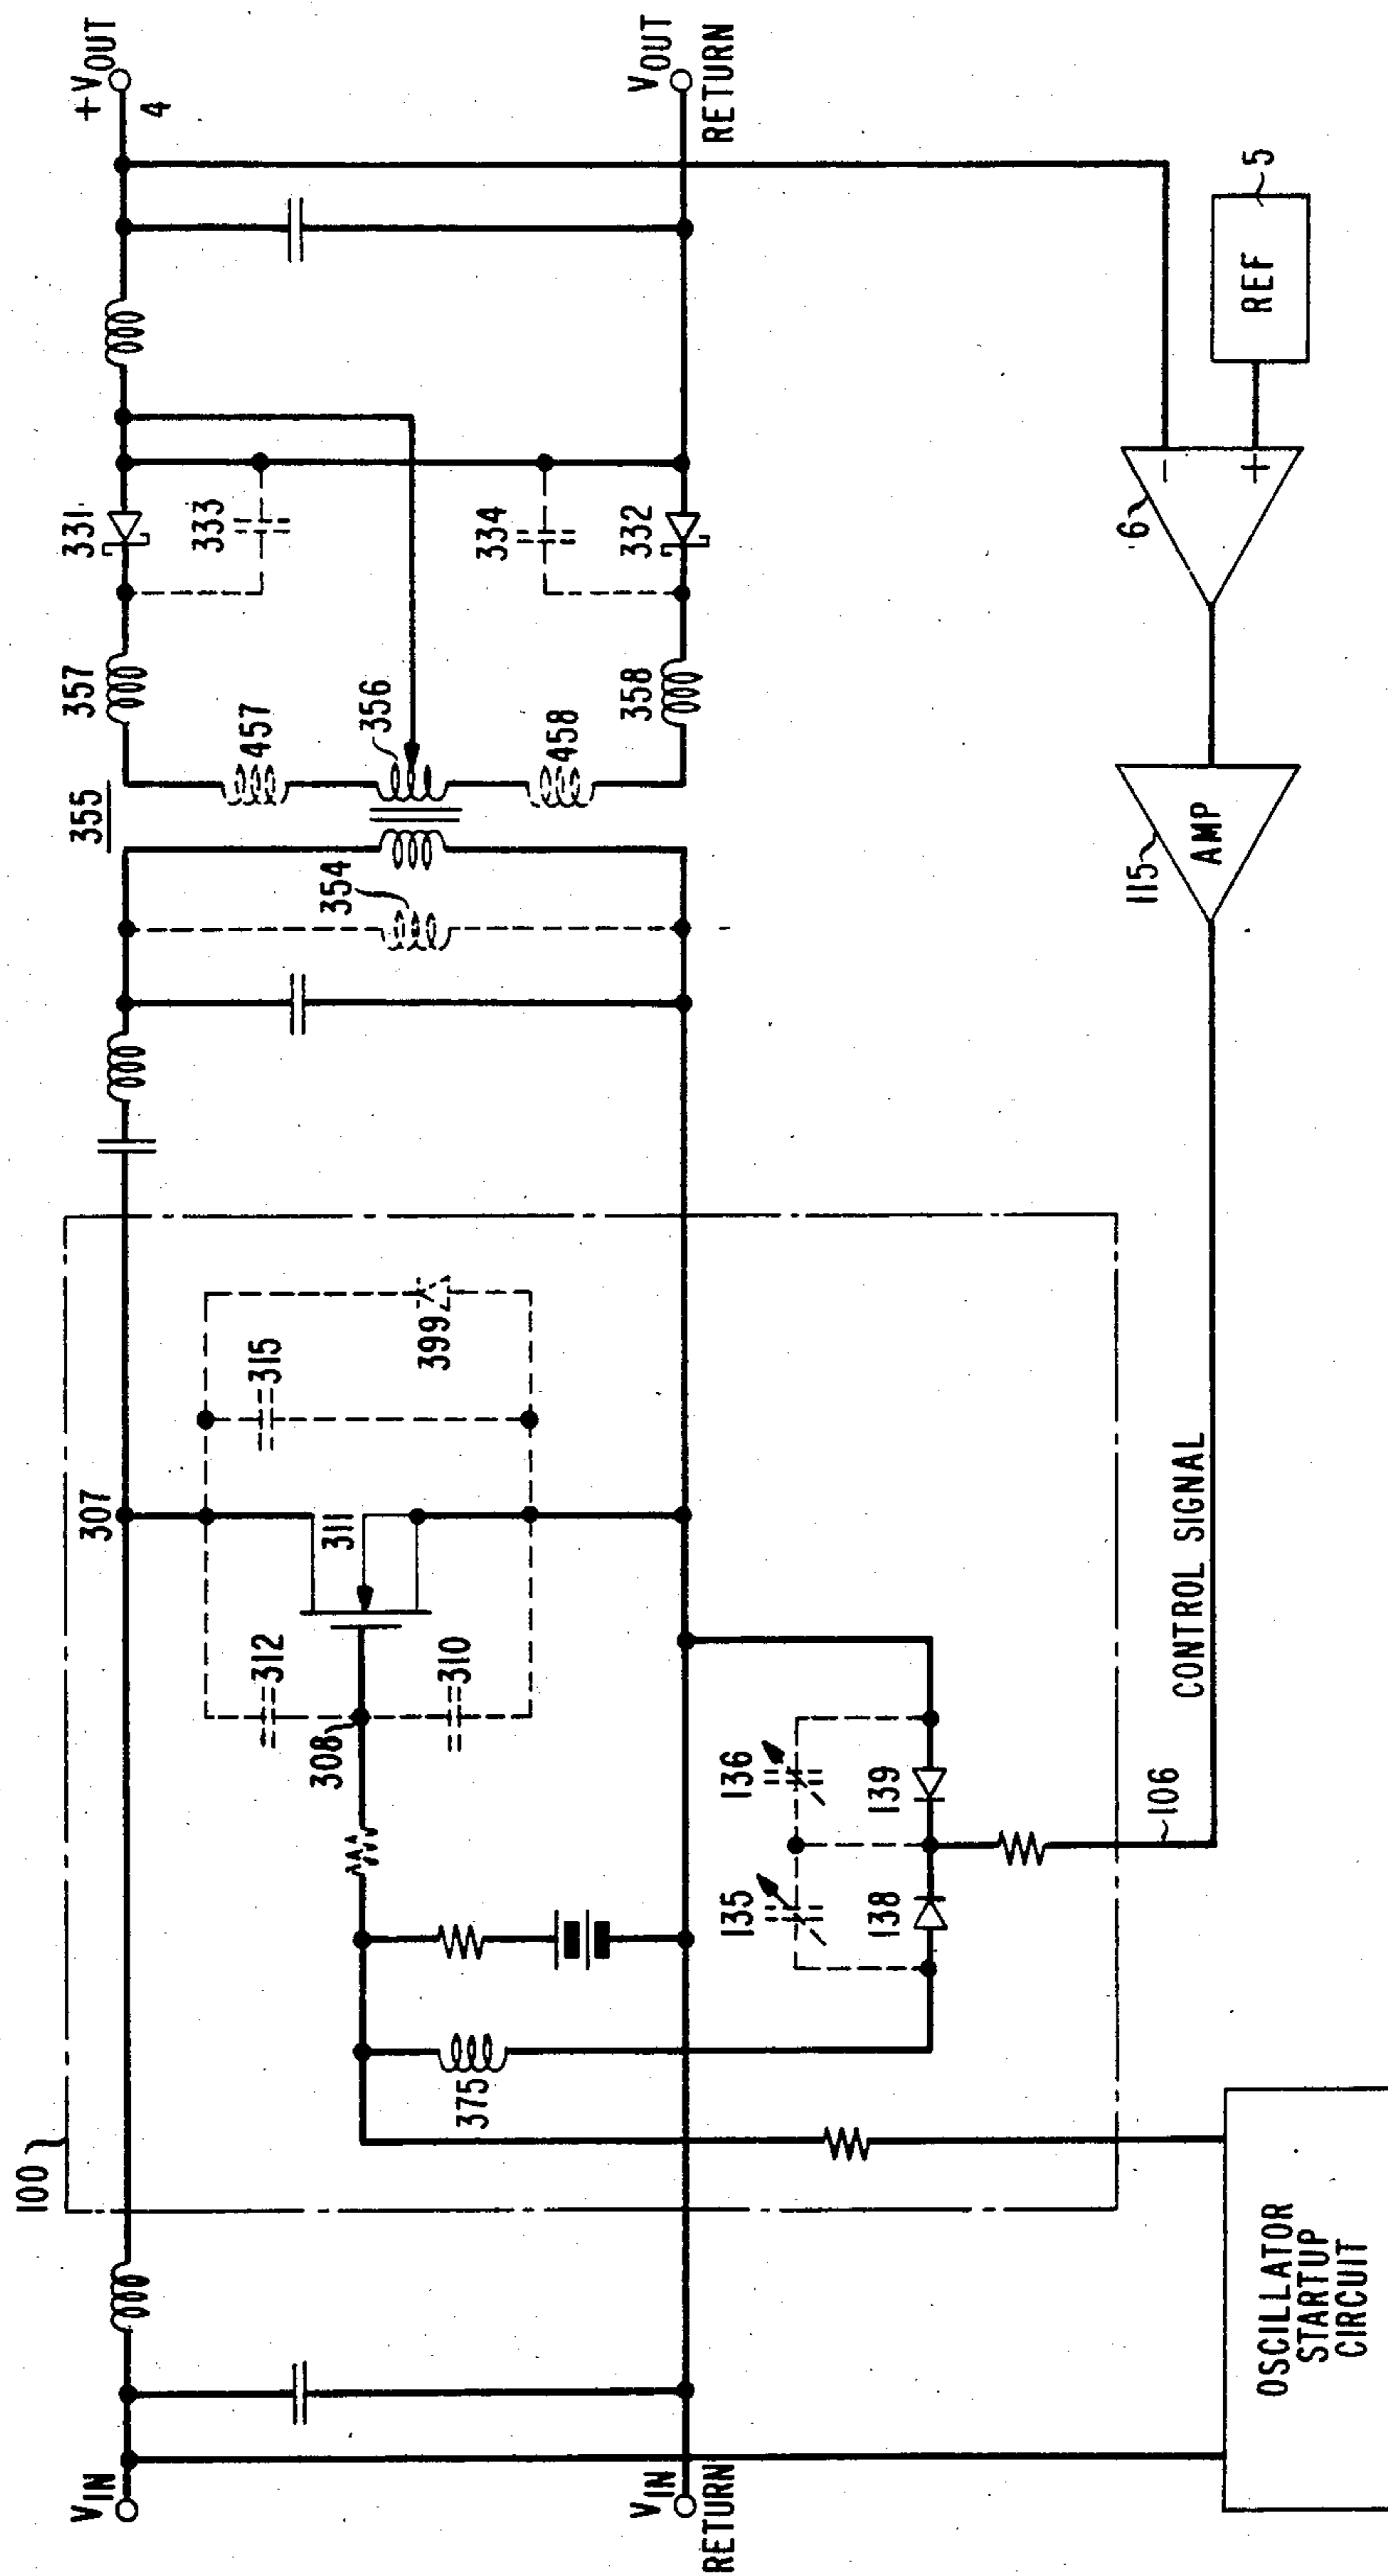 100
307
355
357
331
+VOUT
4
333
312
315
457
VIN
308
311
354
356
334
310
399
458
358
332
VIN
RETURN
VOUT
RETURN
375
135
136
138
139
106
CONTROL SIGNAL
115
AMP
6
-
+
REF
5
OSCILLATOR
STARTUP
CIRCUIT